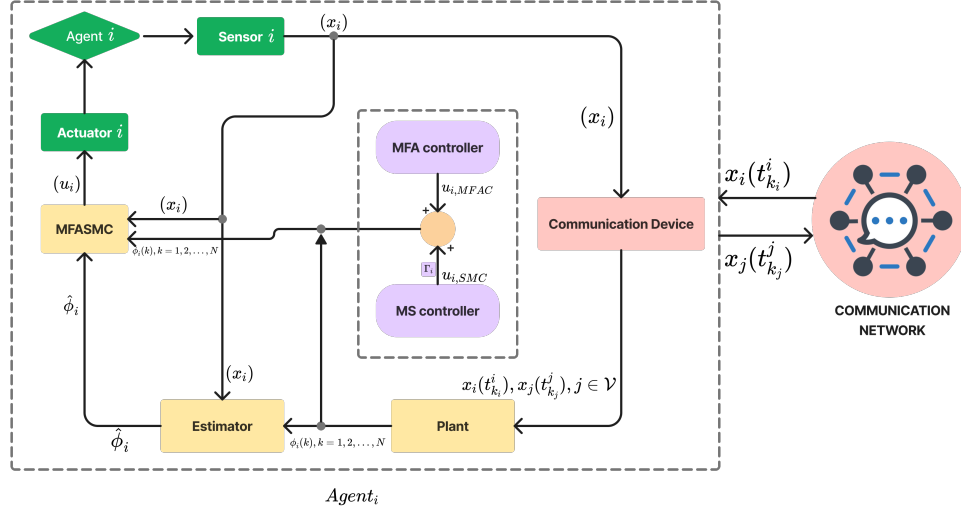 Agent i
Sensor i
(x_i)
Actuator i
(u_i)
(x_i)
MFASMC
ϕ_i(k), k = 1, 2, …, N
MFA controller
u_{i,MFAC}
+
+
Γ_i
u_{i,SMC}
MS controller
(x_i)
Communication Device
x_i(t^i_{k_i})
x_j(t^j_{k_j})
COMMUNICATION
NETWORK
ϕ̂_i
(x_i)
x_i(t^i_{k_i}), x_j(t^j_{k_j}), j ∈ 𝒱
ϕ̂_i
Estimator
ϕ_i(k), k = 1, 2, …, N
Plant
Agent_i